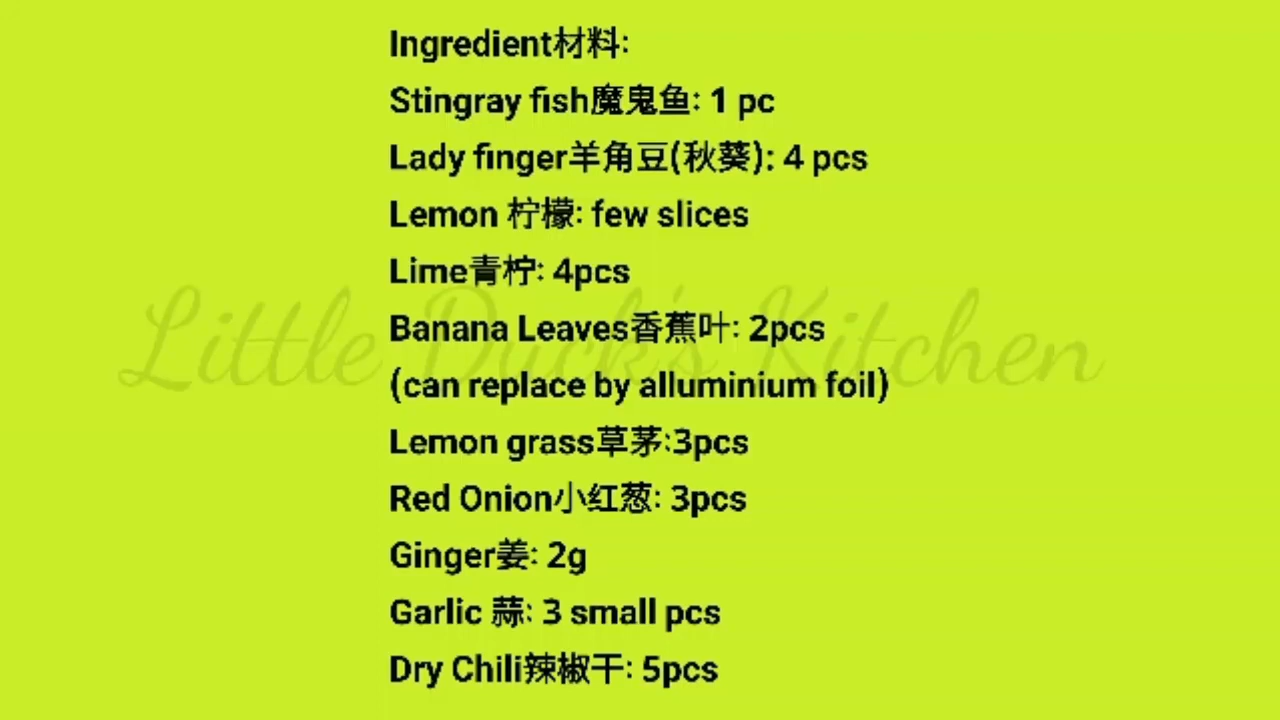 Ingredient材料:
Stingray fish魔鬼鱼: 1 pc
Lady finger羊角豆(秋葵): 4 pcs
Lemon 柠檬: few slices
Lime青柠: 4pcs
Banana Leaves香蕉叶: 2pcs
(can replace by alluminium foil)
Little Duck's Kitchen
Lemon grass草茅:3pcs
Red Onion小红葱: 3pcs
Ginger姜: 2g
Garlic 蒜: 3 small pcs
Dry Chili辣椒干: 5pcs